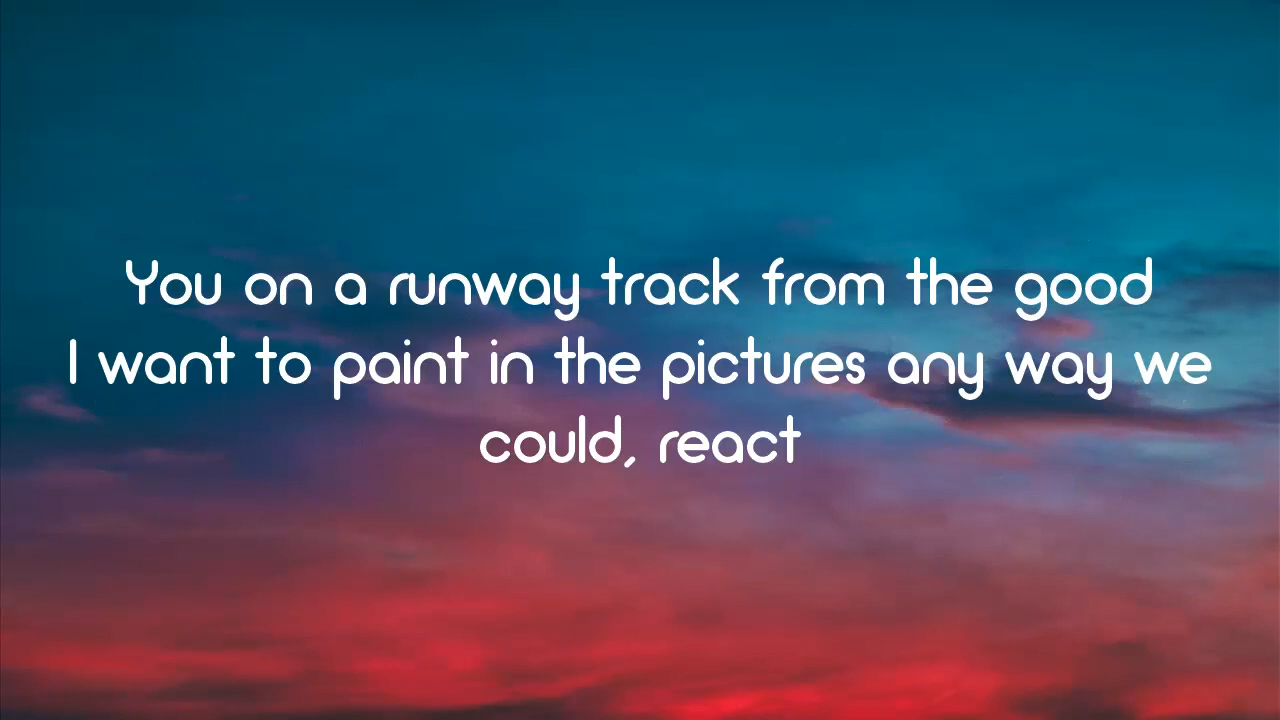 You on a runway track from the good
I want to paint in the pictures any way we
could, react